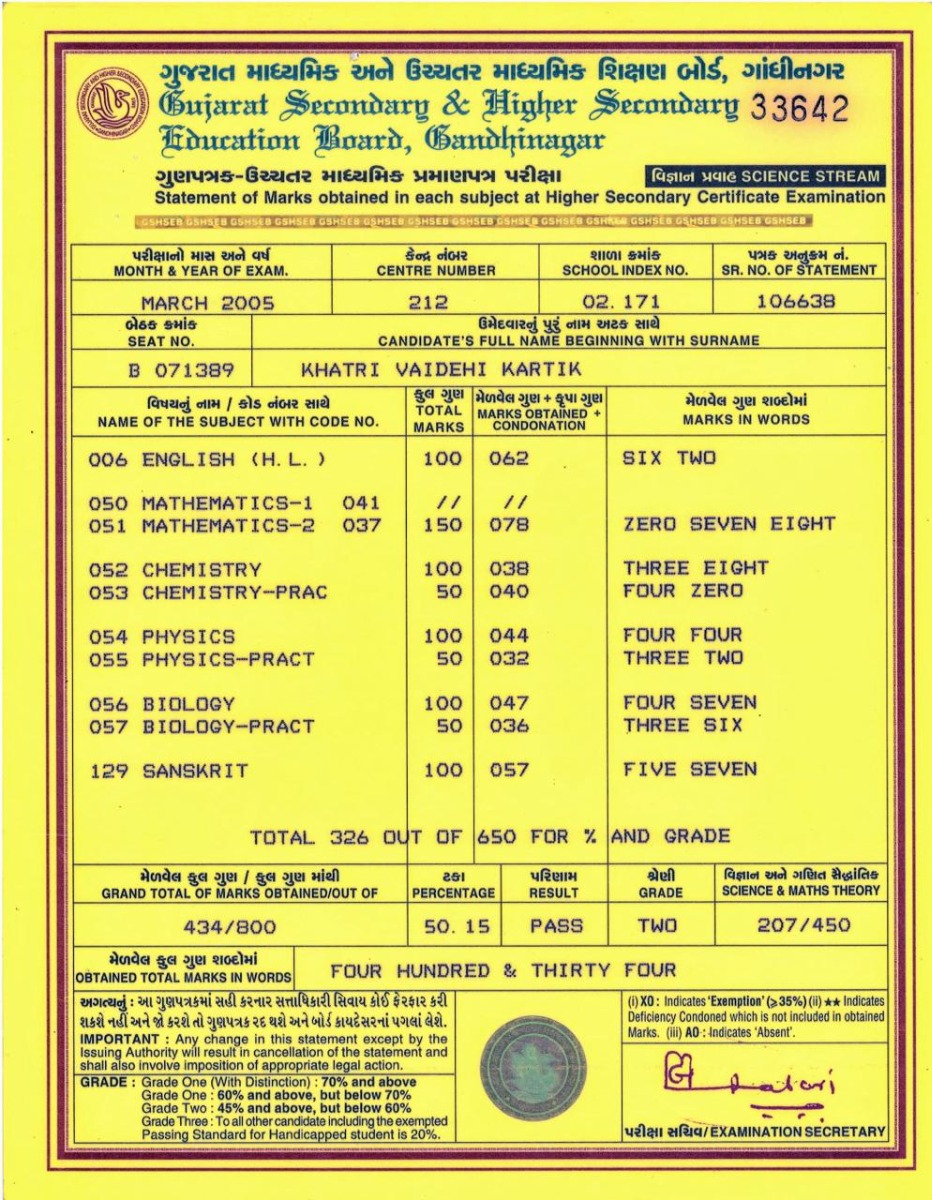 ગુજરાત માધ્યમિક અને ઉચ્ચતર માધ્યમિક શિક્ષણ બોર્ડ, ગાંધીનગર
Gujarat Secondary & Higher Secondary 33642
Education Board, Gandhinagar
ગુણપત્રક-ઉચ્ચતર માધ્યમિક પ્રમાણપત્ર પરીક્ષા વિજ્ઞાન પ્રવાહ SCIENCE STREAM
Statement of Marks obtained in each subject at Higher Secondary Certificate Examination
GSHSEB GSHSEB GSHSEB GSHSEB GSHSEB GSHSEB GSHSEB GSHSEB GSHSEB GSHSEB GSHSEB GSHSEB GSHSEB GSHSEB GSHSEB
પરીક્ષાનો માસ અને વર્ષ કેન્દ્ર નંબર શાળા ક્રમાંક પત્રક અનુક્રમ નં.
MONTH & YEAR OF EXAM. CENTRE NUMBER SCHOOL INDEX NO. SR. NO. OF STATEMENT
MARCH 2005 212 02.171 106638
બેઠક ક્રમાંક ઉમેદવારનું પુરું નામ અટક સાથે
SEAT NO. CANDIDATE'S FULL NAME BEGINNING WITH SURNAME
B 071389 KHATRI VAIDEHI KARTIK
વિષયનું નામ / કોડ નંબર સાથે કુલ ગુણ મેળવેલ ગુણ + કૃપા ગુણ મેળવેલ ગુણ શબ્દોમાં
NAME OF THE SUBJECT WITH CODE NO. TOTAL MARKS MARKS OBTAINED + CONDONATION MARKS IN WORDS
006 ENGLISH (H.L.) 100 062 SIX TWO
050 MATHEMATICS-1 041 // //
051 MATHEMATICS-2 037 150 078 ZERO SEVEN EIGHT
052 CHEMISTRY 100 038 THREE EIGHT
053 CHEMISTRY-PRAC 50 040 FOUR ZERO
054 PHYSICS 100 044 FOUR FOUR
055 PHYSICS-PRACT 50 032 THREE TWO
056 BIOLOGY 100 047 FOUR SEVEN
057 BIOLOGY-PRACT 50 036 THREE SIX
129 SANSKRIT 100 057 FIVE SEVEN
TOTAL 326 OUT OF 650 FOR % AND GRADE
મેળવેલ કુલ ગુણ / કુલ ગુણ માંથી ટકા પરિણામ શ્રેણી વિજ્ઞાન અને ગણિત સૈદ્ધાંતિક
GRAND TOTAL OF MARKS OBTAINED/OUT OF PERCENTAGE RESULT GRADE SCIENCE & MATHS THEORY
434/800 50.15 PASS TWO 207/450
મેળવેલ કુલ ગુણ શબ્દોમાં
OBTAINED TOTAL MARKS IN WORDS FOUR HUNDRED & THIRTY FOUR
અગત્યનું : આ ગુણપત્રકમાં સહી કરનાર સત્તાધિકારી સિવાય કોઈ ફેરફાર કરી
શકશે નહીં અને જો કરશે તો ગુણપત્રક રદ થશે અને બોર્ડ કાયદેસરનાં પગલાં લેશે.
IMPORTANT : Any change in this statement except by the
Issuing Authority will result in cancellation of the statement and
shall also involve imposition of appropriate legal action.
GRADE : Grade One (With Distinction) : 70% and above
Grade One : 60% and above, but below 70%
Grade Two : 45% and above, but below 60%
Grade Three : To all other candidate including the exempted
Passing Standard for Handicapped student is 20%.
(i) XO : Indicates 'Exemption' (⩾35%) (ii) ★★ Indicates
Deficiency Condoned which is not included in obtained
Marks. (iii) AO : Indicates 'Absent'.
પરીક્ષા સચિવ/EXAMINATION SECRETARY